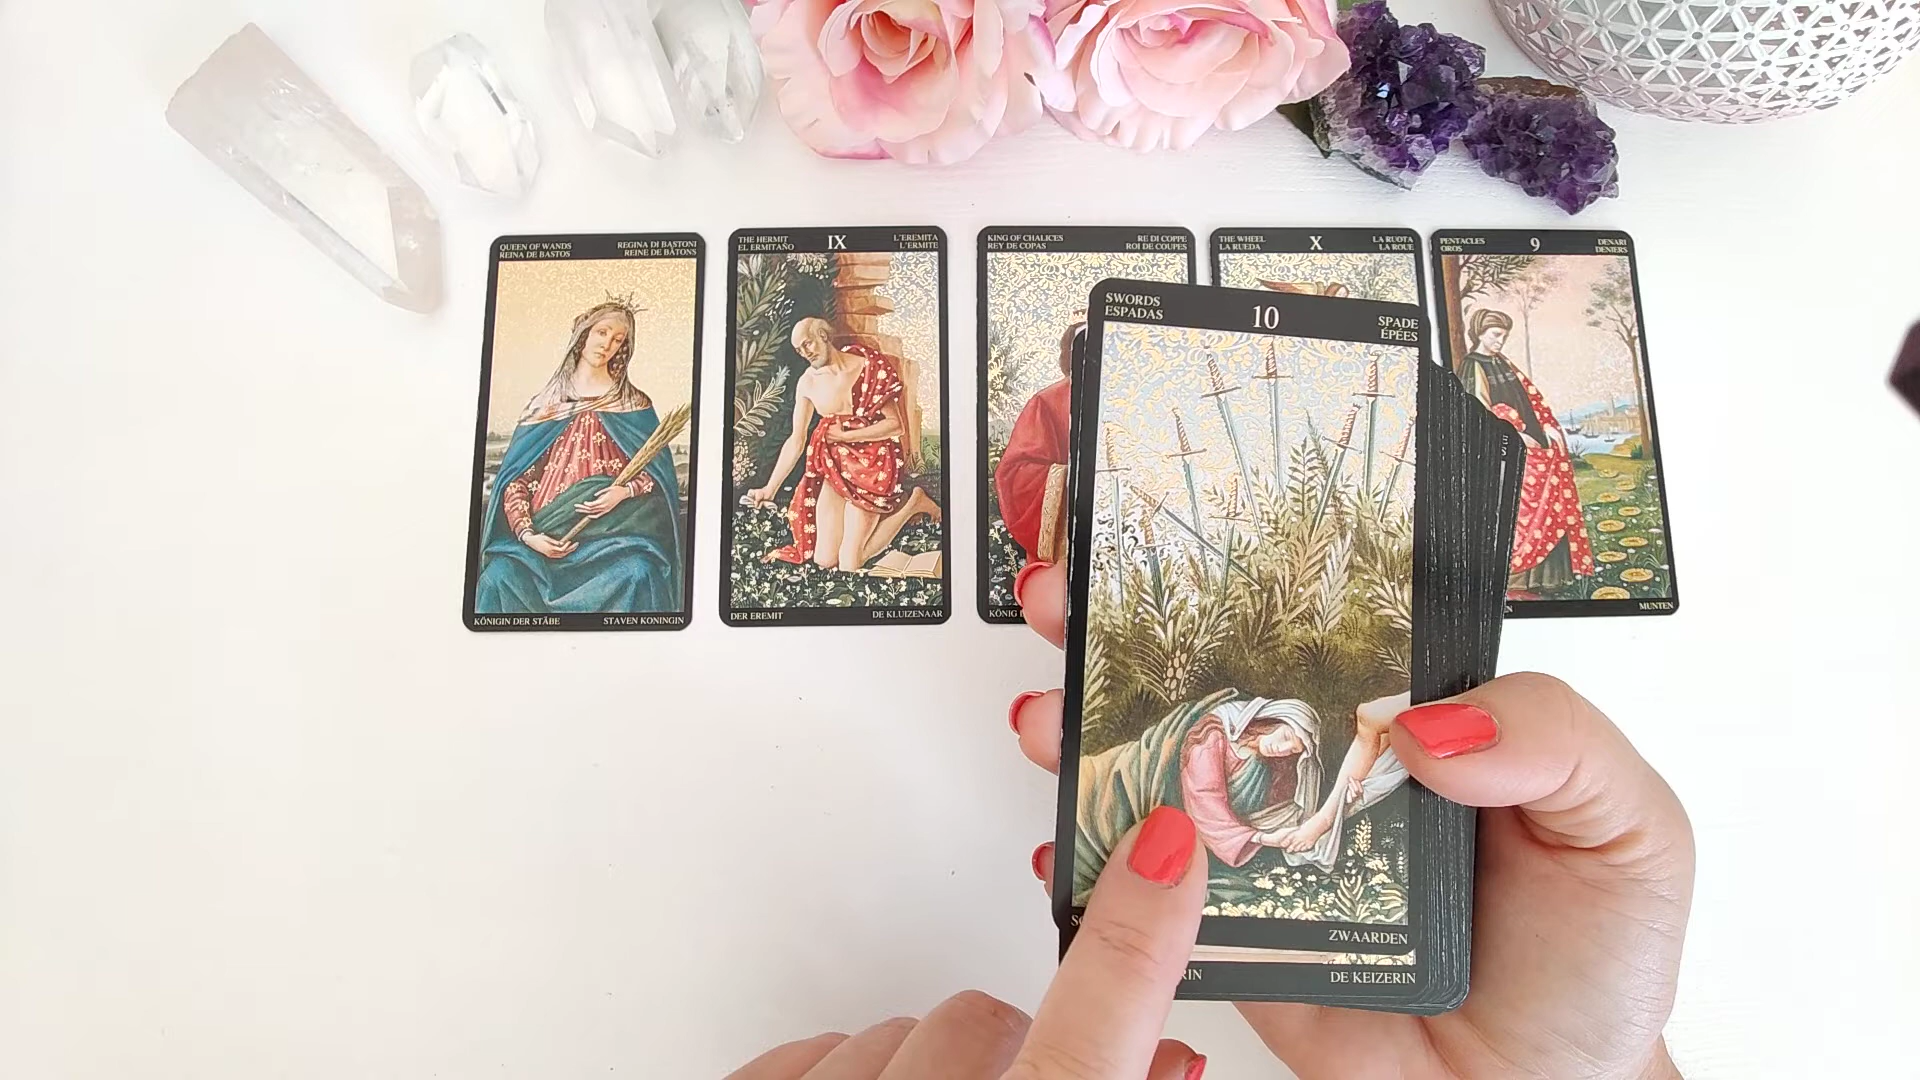 QUEEN OF WANDS
REINA DE BASTOS
REGINA DI BASTONI
REINE DE BÂTONS
KÖNIGIN DER STÄBE
STAVEN KONINGIN
THE HERMIT
EL ERMITAÑO
IX
L'EREMITA
L'ERMITE
DER EREMIT
DE KLUIZENAAR
KING OF CHALICES
REY DE COPAS
RE DI COPPE
ROI DE COUPES
KÖNIG
THE WHEEL
LA RUEDA
X
LA RUOTA
LA ROUE
PENTACLES
OROS
9
DENARI
DENIERS
MUNTEN
SWORDS
ESPADAS
10
SPADE
ÉPÉES
ZWAARDEN
DE KEIZERIN